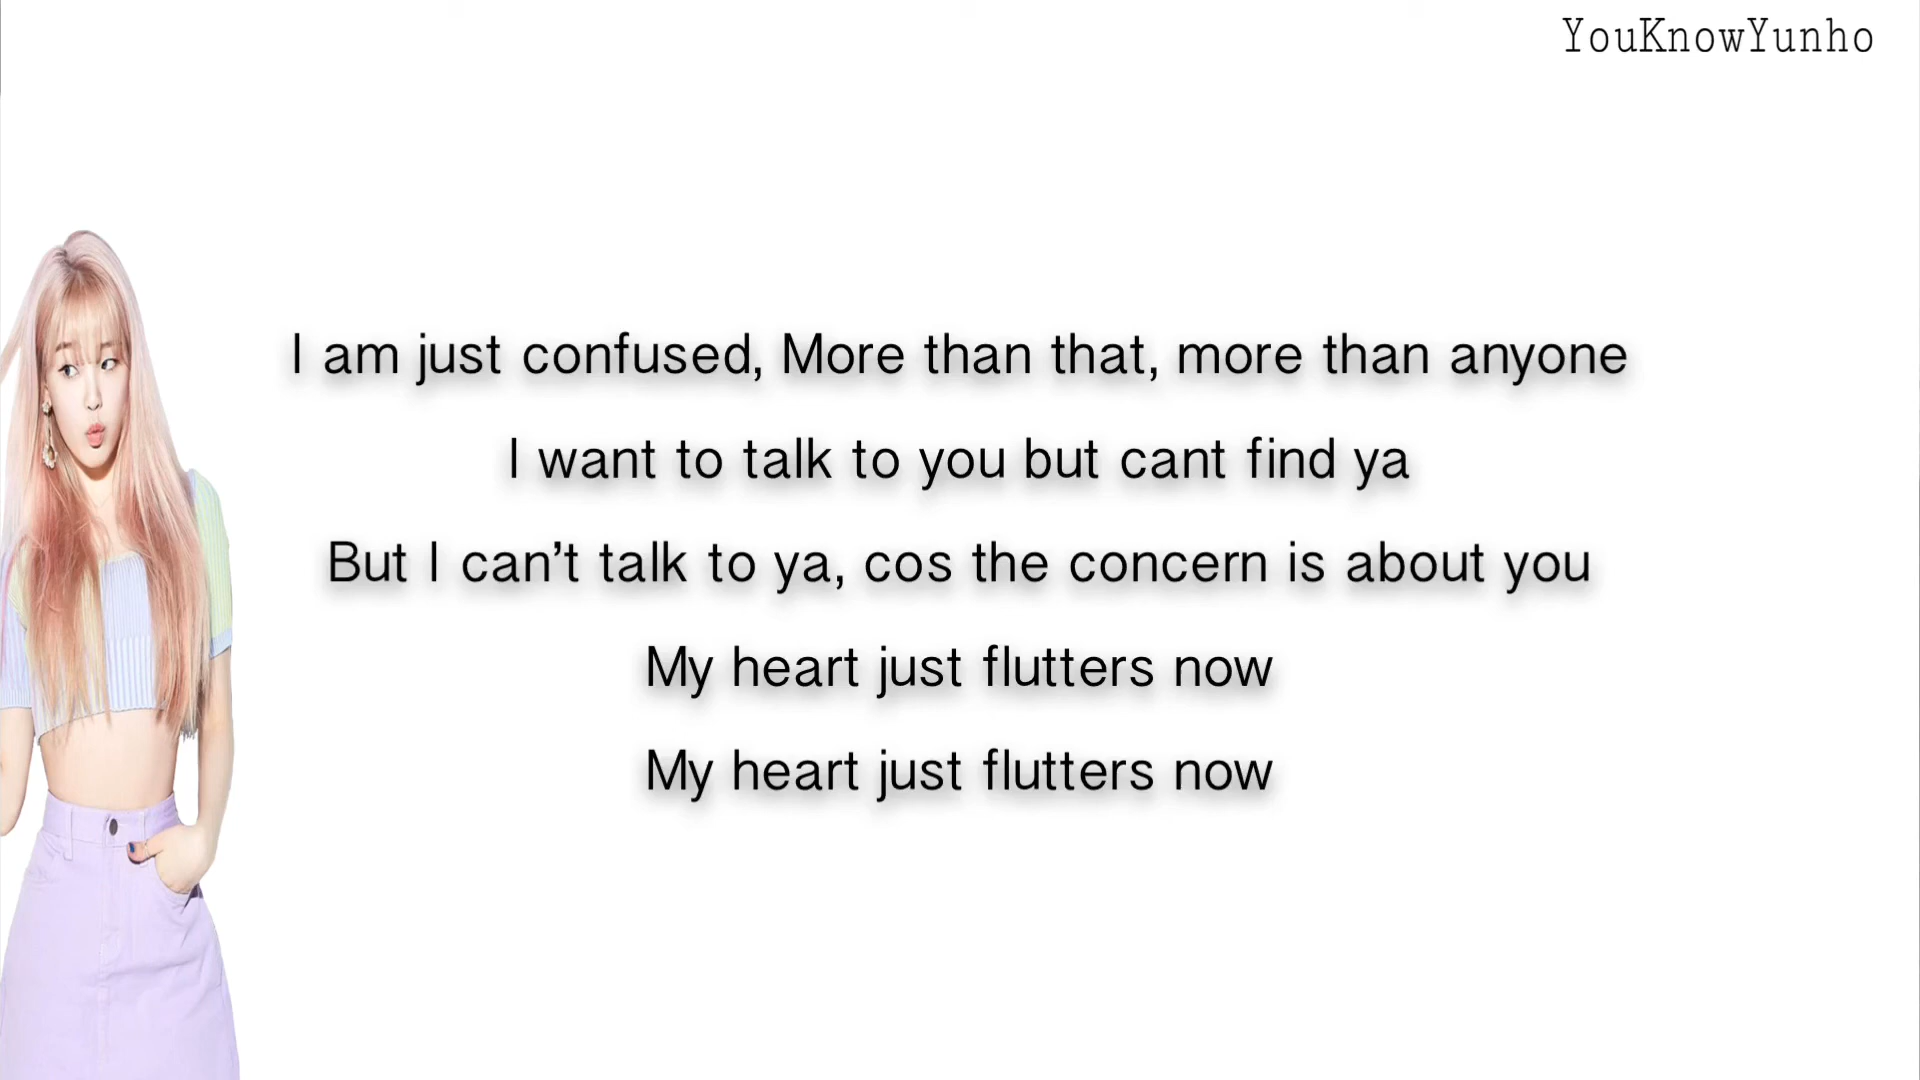 YouKnowYunho
I am just confused, More than that, more than anyone
I want to talk to you but cant find ya
But I can’t talk to ya, cos the concern is about you
My heart just flutters now
My heart just flutters now